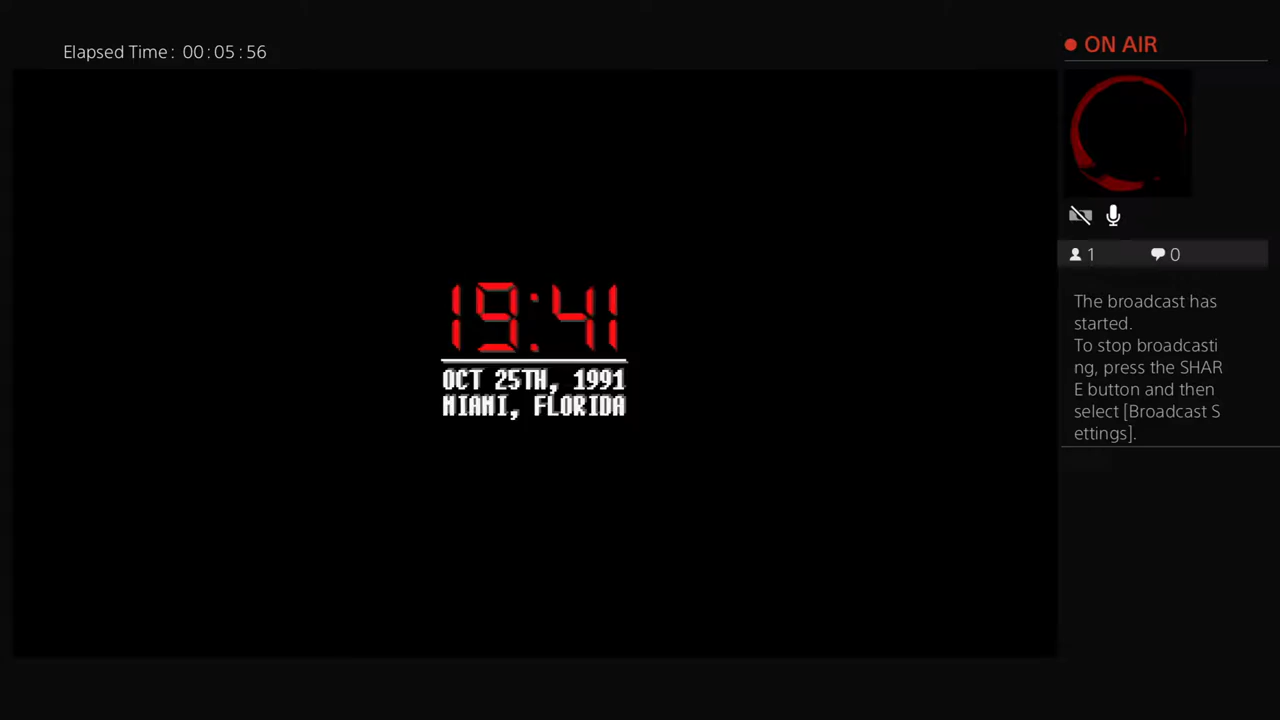 Elapsed Time: 00:05:56
ON AIR
1 0
19:41
OCT 25TH, 1991
MIAMI, FLORIDA
The broadcast has
started.
To stop broadcasti
ng, press the SHAR
E button and then
select [Broadcast S
ettings].